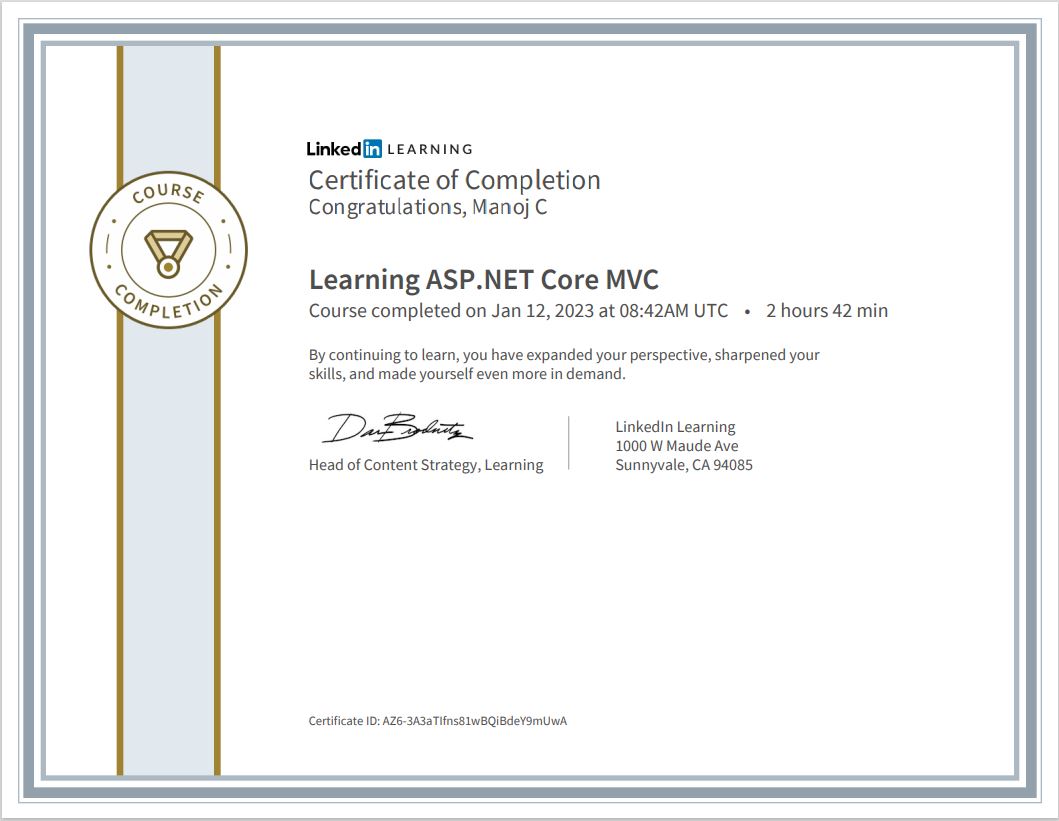 COURSE
COMPLETION
Linked in LEARNING
Certificate of Completion
Congratulations, Manoj C
Learning ASP.NET Core MVC
Course completed on Jan 12, 2023 at 08:42AM UTC • 2 hours 42 min
By continuing to learn, you have expanded your perspective, sharpened your
skills, and made yourself even more in demand.
Head of Content Strategy, Learning
LinkedIn Learning
1000 W Maude Ave
Sunnyvale, CA 94085
Certificate ID: AZ6-3A3aTIfns81wBQiBdeY9mUwA